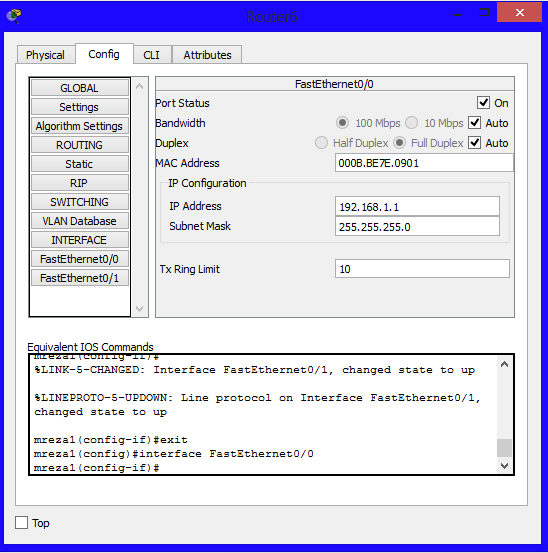 Physical Config CLI Attributes
GLOBAL
Settings
Algorithm Settings
ROUTING
Static
RIP
SWITCHING
VLAN Database
INTERFACE
FastEthernet0/0
FastEthernet0/1
FastEthernet0/0
Port Status On
Bandwidth 100 Mbps 10 Mbps Auto
Duplex Half Duplex Full Duplex Auto
MAC Address 000B.BE7E.0901
IP Configuration
IP Address 192.168.1.1
Subnet Mask 255.255.255.0
Tx Ring Limit 10
Equivalent IOS Commands
mreza1(config-if)#
%LINK-5-CHANGED: Interface FastEthernet0/1, changed state to up
%LINEPROTO-5-UPDOWN: Line protocol on Interface FastEthernet0/1,
changed state to up
mreza1(config-if)#exit
mreza1(config)#interface FastEthernet0/0
mreza1(config-if)#
Top